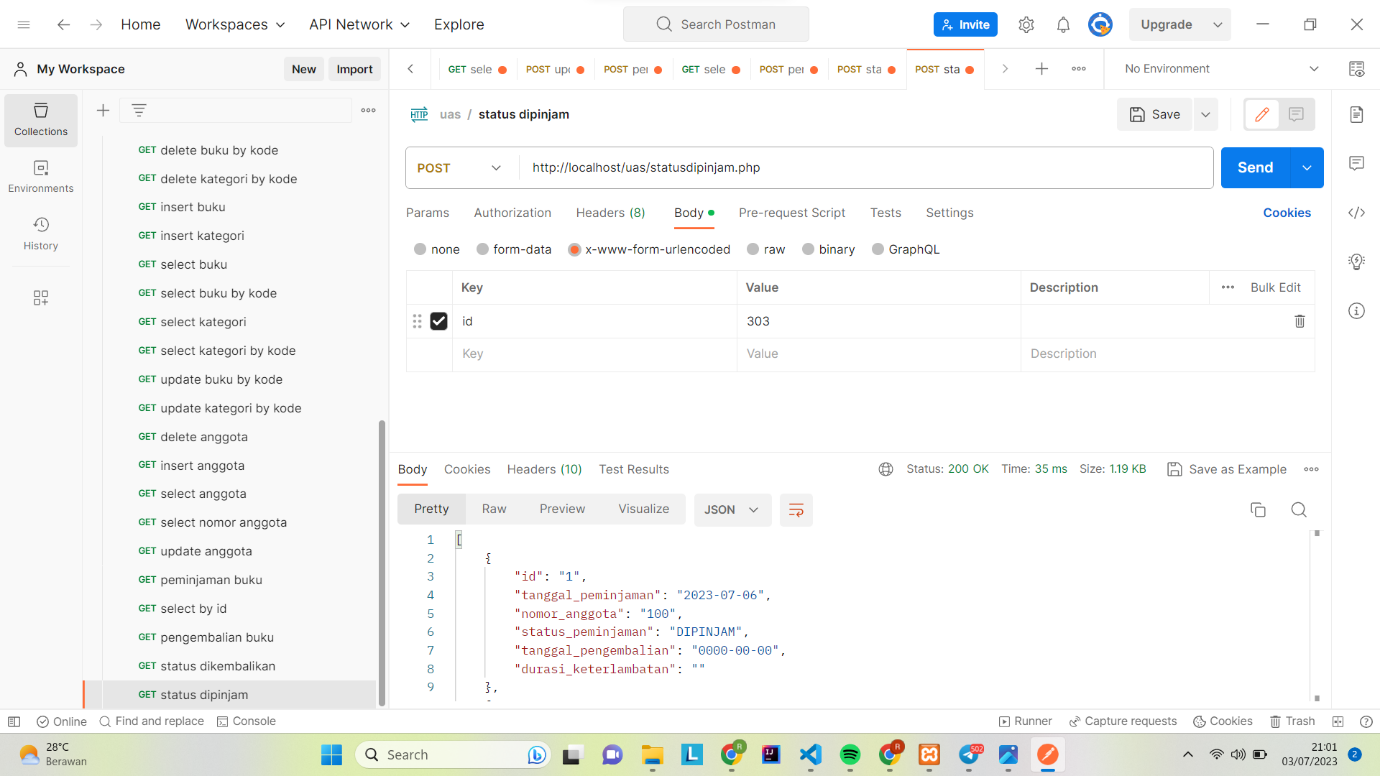 Home Workspaces API Network Explore Search Postman Invite Upgrade
My Workspace New Import GET sele POST upd POST per GET sele POST per POST sta POST sta No Environment
Collections
Environments
History
GET delete buku by kode
GET delete kategori by kode
GET insert buku
GET insert kategori
GET select buku
GET select buku by kode
GET select kategori
GET select kategori by kode
GET update buku by kode
GET update kategori by kode
GET delete anggota
GET insert anggota
GET select anggota
GET select nomor anggota
GET update anggota
GET peminjaman buku
GET select by id
GET pengembalian buku
GET status dikembalikan
GET status dipinjam
HTTP uas / status dipinjam Save
POST http://localhost/uas/statusdipinjam.php Send
Params Authorization Headers (8) Body Pre-request Script Tests Settings Cookies
none form-data x-www-form-urlencoded raw binary GraphQL
Key Value Description Bulk Edit
id 303
Key Value Description
Body Cookies Headers (10) Test Results Status: 200 OK Time: 35 ms Size: 1.19 KB Save as Example
Pretty Raw Preview Visualize JSON
1 [
2 {
3 "id": "1",
4 "tanggal_peminjaman": "2023-07-06",
5 "nomor_anggota": "100",
6 "status_peminjaman": "DIPINJAM",
7 "tanggal_pengembalian": "0000-00-00",
8 "durasi_keterlambatan": ""
9 },
Online Find and replace Console Runner Capture requests Cookies Trash
28°C
Berawan
Search
502
21:01
03/07/2023
2